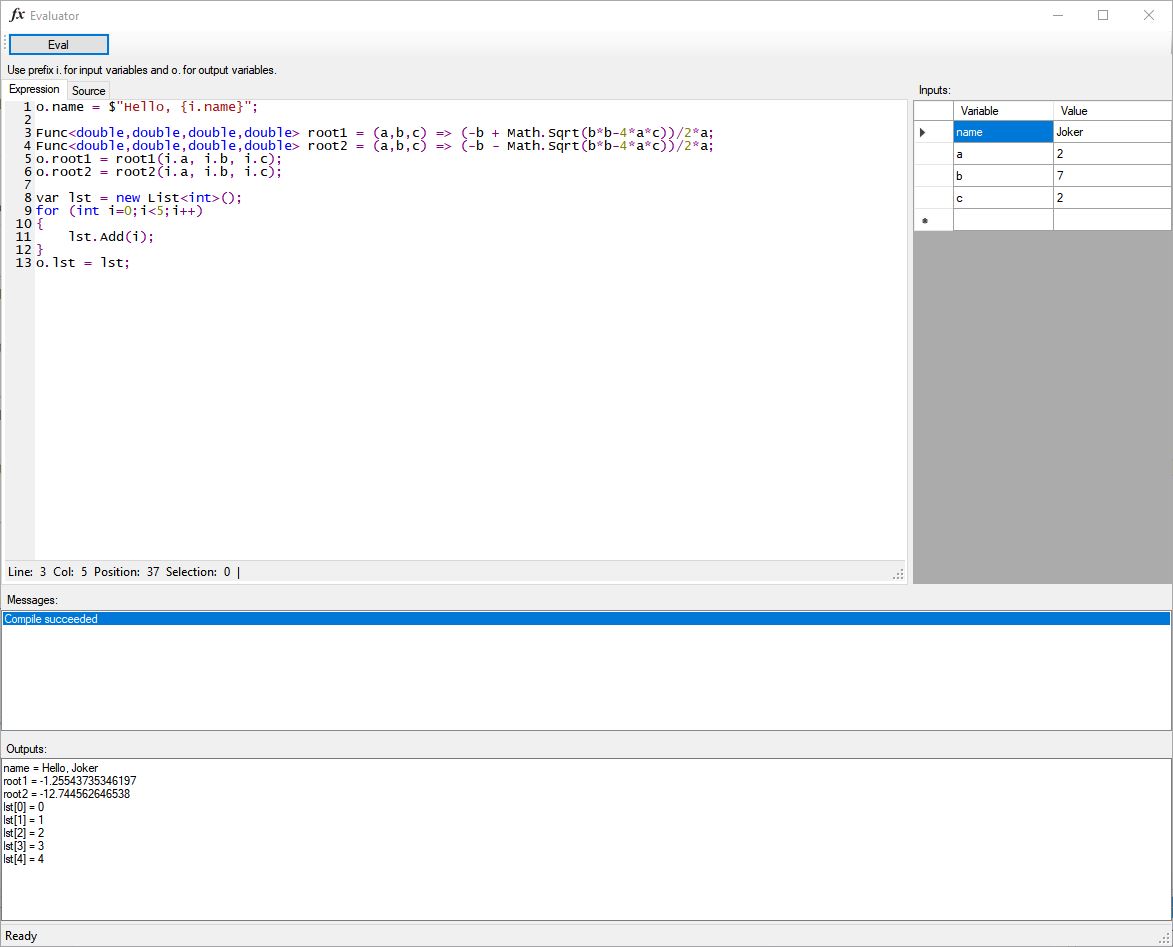 fx Evaluator
Eval
Use prefix i. for input variables and o. for output variables.
Expression Source
1 o.name = $"Hello, {i.name}";
2
3 Func<double,double,double,double> root1 = (a,b,c) => (-b + Math.Sqrt(b*b-4*a*c))/2*a;
4 Func<double,double,double,double> root2 = (a,b,c) => (-b - Math.Sqrt(b*b-4*a*c))/2*a;
5 o.root1 = root1(i.a, i.b, i.c);
6 o.root2 = root2(i.a, i.b, i.c);
7
8 var lst = new List<int>();
9 for (int i=0;i<5;i++)
10 {
11     lst.Add(i);
12 }
13 o.lst = lst;
Line: 3 Col: 5 Position: 37 Selection: 0 |
Inputs:
Variable Value
name Joker
a 2
b 7
c 2
Messages:
Compile succeeded
Outputs:
name = Hello, Joker
root1 = -1.25543735346197
root2 = -12.744562646538
lst[0] = 0
lst[1] = 1
lst[2] = 2
lst[3] = 3
lst[4] = 4
Ready